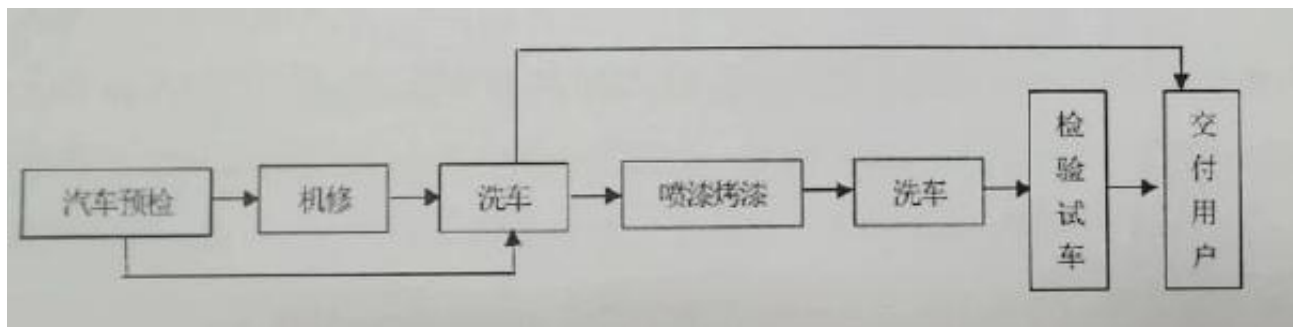 汽车预检
机修
洗车
喷漆烤漆
洗车
检验试车
交付用户